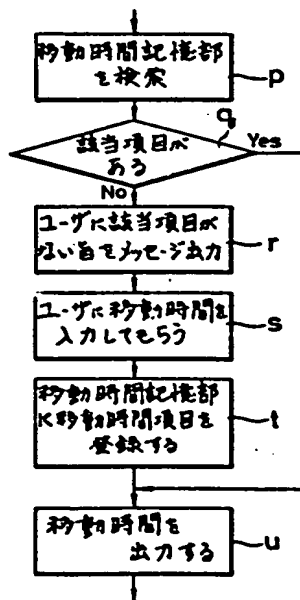 移動時間記憶部
を検索
p
q
該当項目が
ある
Yes
No
ユーザに該当項目が
ない旨をメッセージ出力
r
ユーザに移動時間を
入力してもらう
s
移動時間記憶部
に移動時間項目を
登録する
t
移動時間を
出力する
u